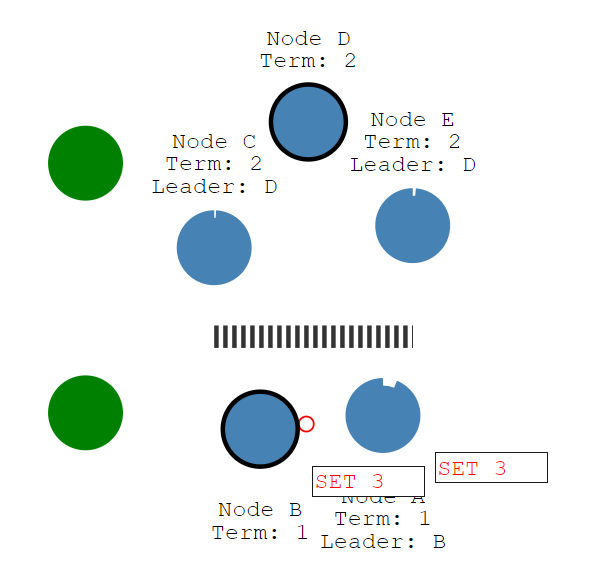 Node D
Term: 2
Node E
Term: 2
Leader: D
Node C
Term: 2
Leader: D
SET 3
SET 3
Node B
Term: 1
Node A
Term: 1
Leader: B